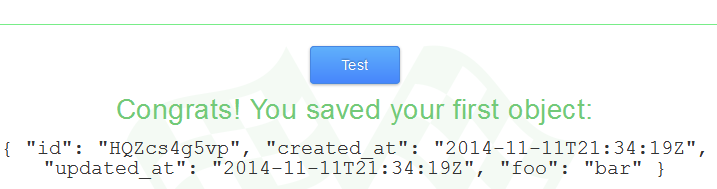 Test
Congrats! You saved your first object:
{ "id": "HQZcs4g5vp", "created_at": "2014-11-11T21:34:19Z",
"updated_at": "2014-11-11T21:34:19Z", "foo": "bar" }